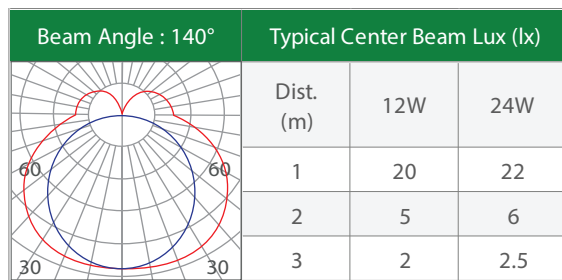 Beam Angle : 140°
Typical Center Beam Lux (lx)
60 60
30 30
Dist. (m) 12W 24W
1 20 22
2 5 6
3 2 2.5